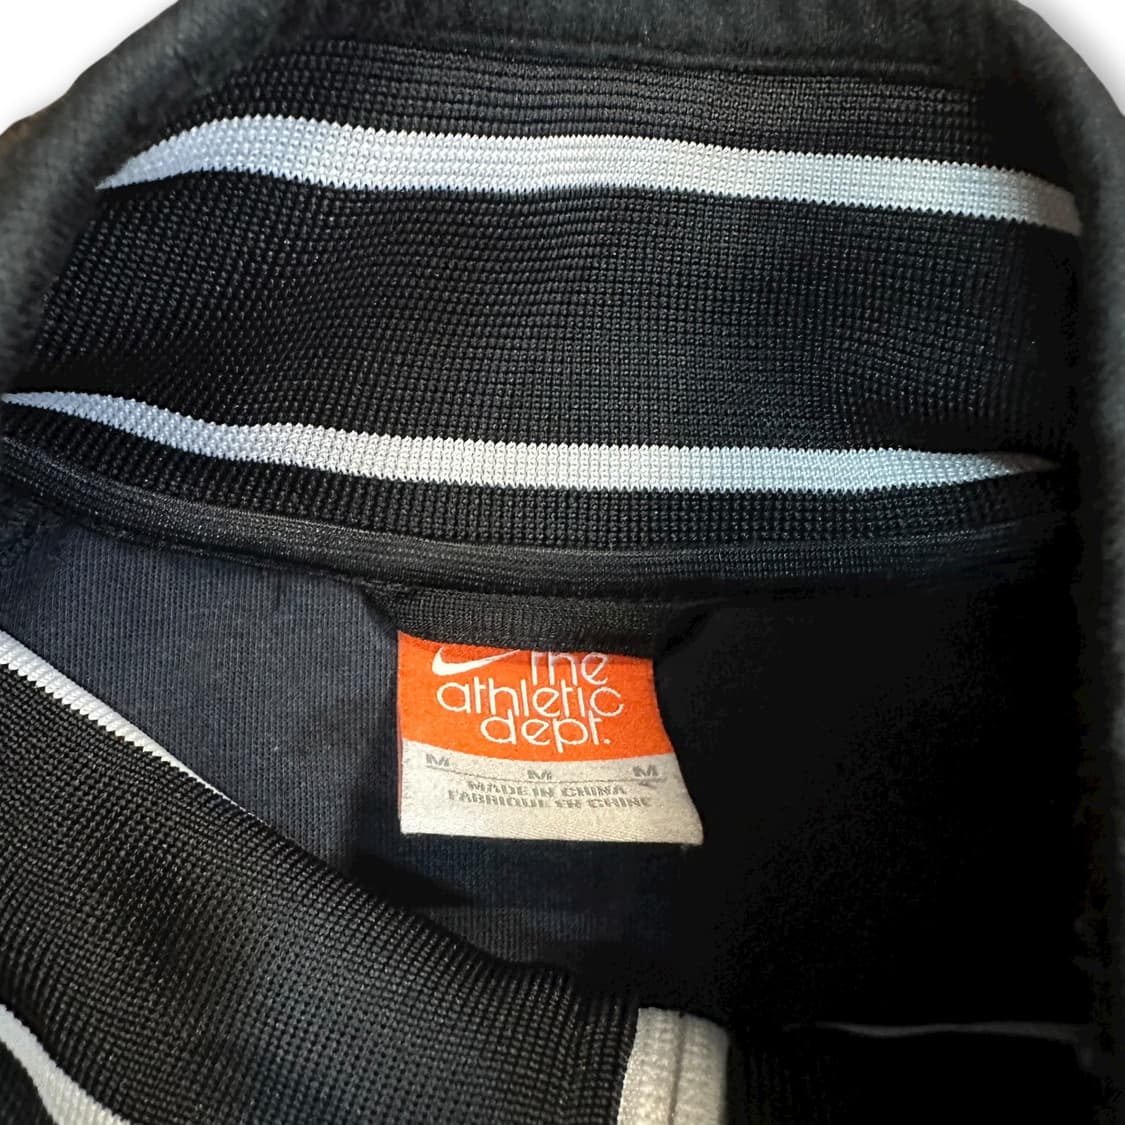 the
athletic
dept.
M M M
MADE IN CHINA
FABRIQUE EN CHINE